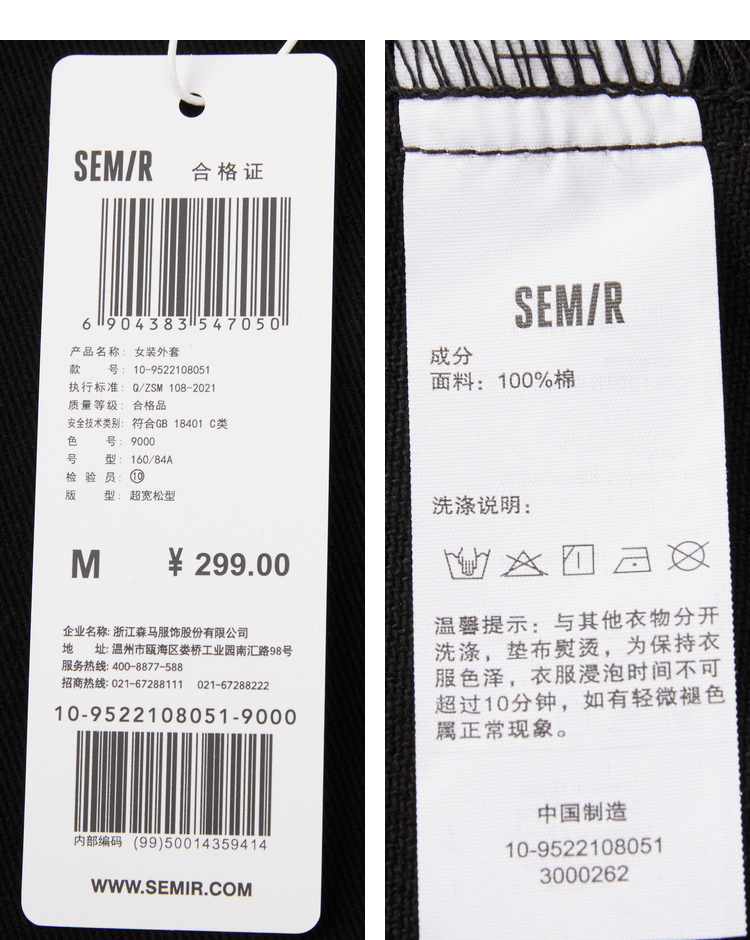 SEMIR 合格证
6 904383 547050
产品名称: 女装外套
款 号: 10-9522108051
执行标准: Q/ZSM 108-2021
质量等级: 合格品
安全技术类别: 符合GB 18401 C类
色 号: 9000
号 型: 160/84A
检 验 员: ⑩
版 型: 超宽松型
M ¥ 299.00
企业名称: 浙江森马服饰股份有限公司
地 址: 温州市瓯海区娄桥工业园南汇路98号
服务热线: 400-8877-588
招商热线: 021-67288111 021-67288222
10-9522108051-9000
内部编码 (99)50014359414
WWW.SEMIR.COM
SEMIR
成分
面料: 100%棉
洗涤说明:
温馨提示: 与其他衣物分开
洗涤, 垫布熨烫, 为保持衣
服色泽, 衣服浸泡时间不可
超过10分钟, 如有轻微褪色
属正常现象。
中国制造
10-9522108051
3000262